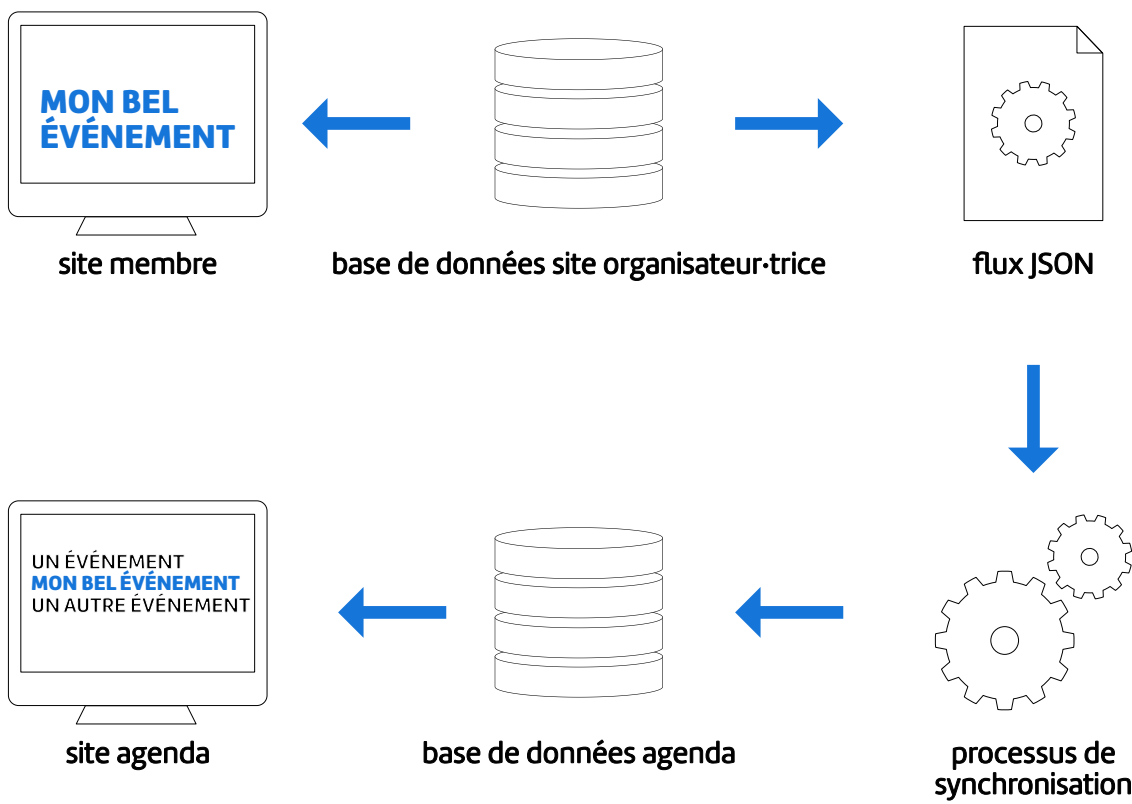 MON BEL
ÉVÉNEMENT
site membre
base de données site organisateur·trice
flux JSON
UN ÉVÉNEMENT
MON BEL ÉVÉNEMENT
UN AUTRE ÉVÉNEMENT
site agenda
base de données agenda
processus de
synchronisation